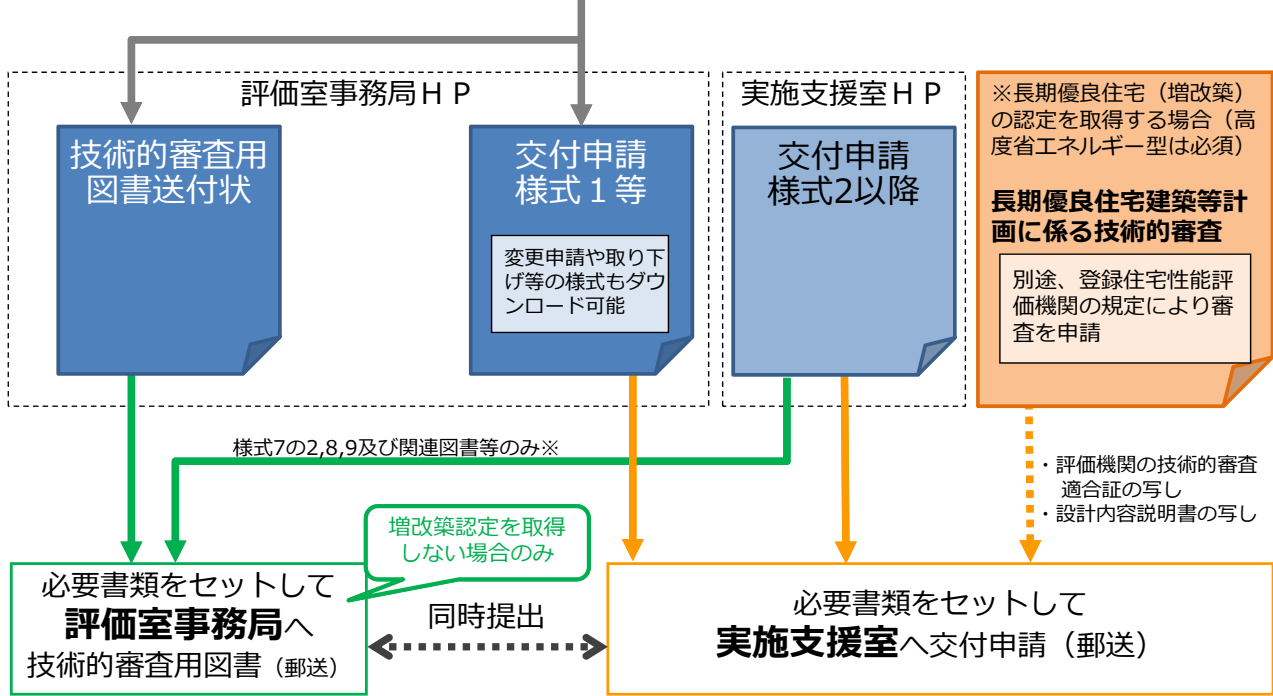 評価室事務局ＨＰ
技術的審査用
図書送付状
交付申請
様式１等
変更申請や取り下
げ等の様式もダウ
ンロード可能
実施支援室ＨＰ
交付申請
様式2以降
※長期優良住宅（増改築）
の認定を取得する場合（高
度省エネルギー型は必須）
長期優良住宅建築等計
画に係る技術的審査
別途、登録住宅性能評
価機関の規定により審
査を申請
様式7の2,8,9及び関連図書等のみ※
・評価機関の技術的審査
適合証の写し
・設計内容説明書の写し
増改築認定を取得
しない場合のみ
必要書類をセットして
評価室事務局へ
技術的審査用図書（郵送）
同時提出
必要書類をセットして
実施支援室へ交付申請（郵送）